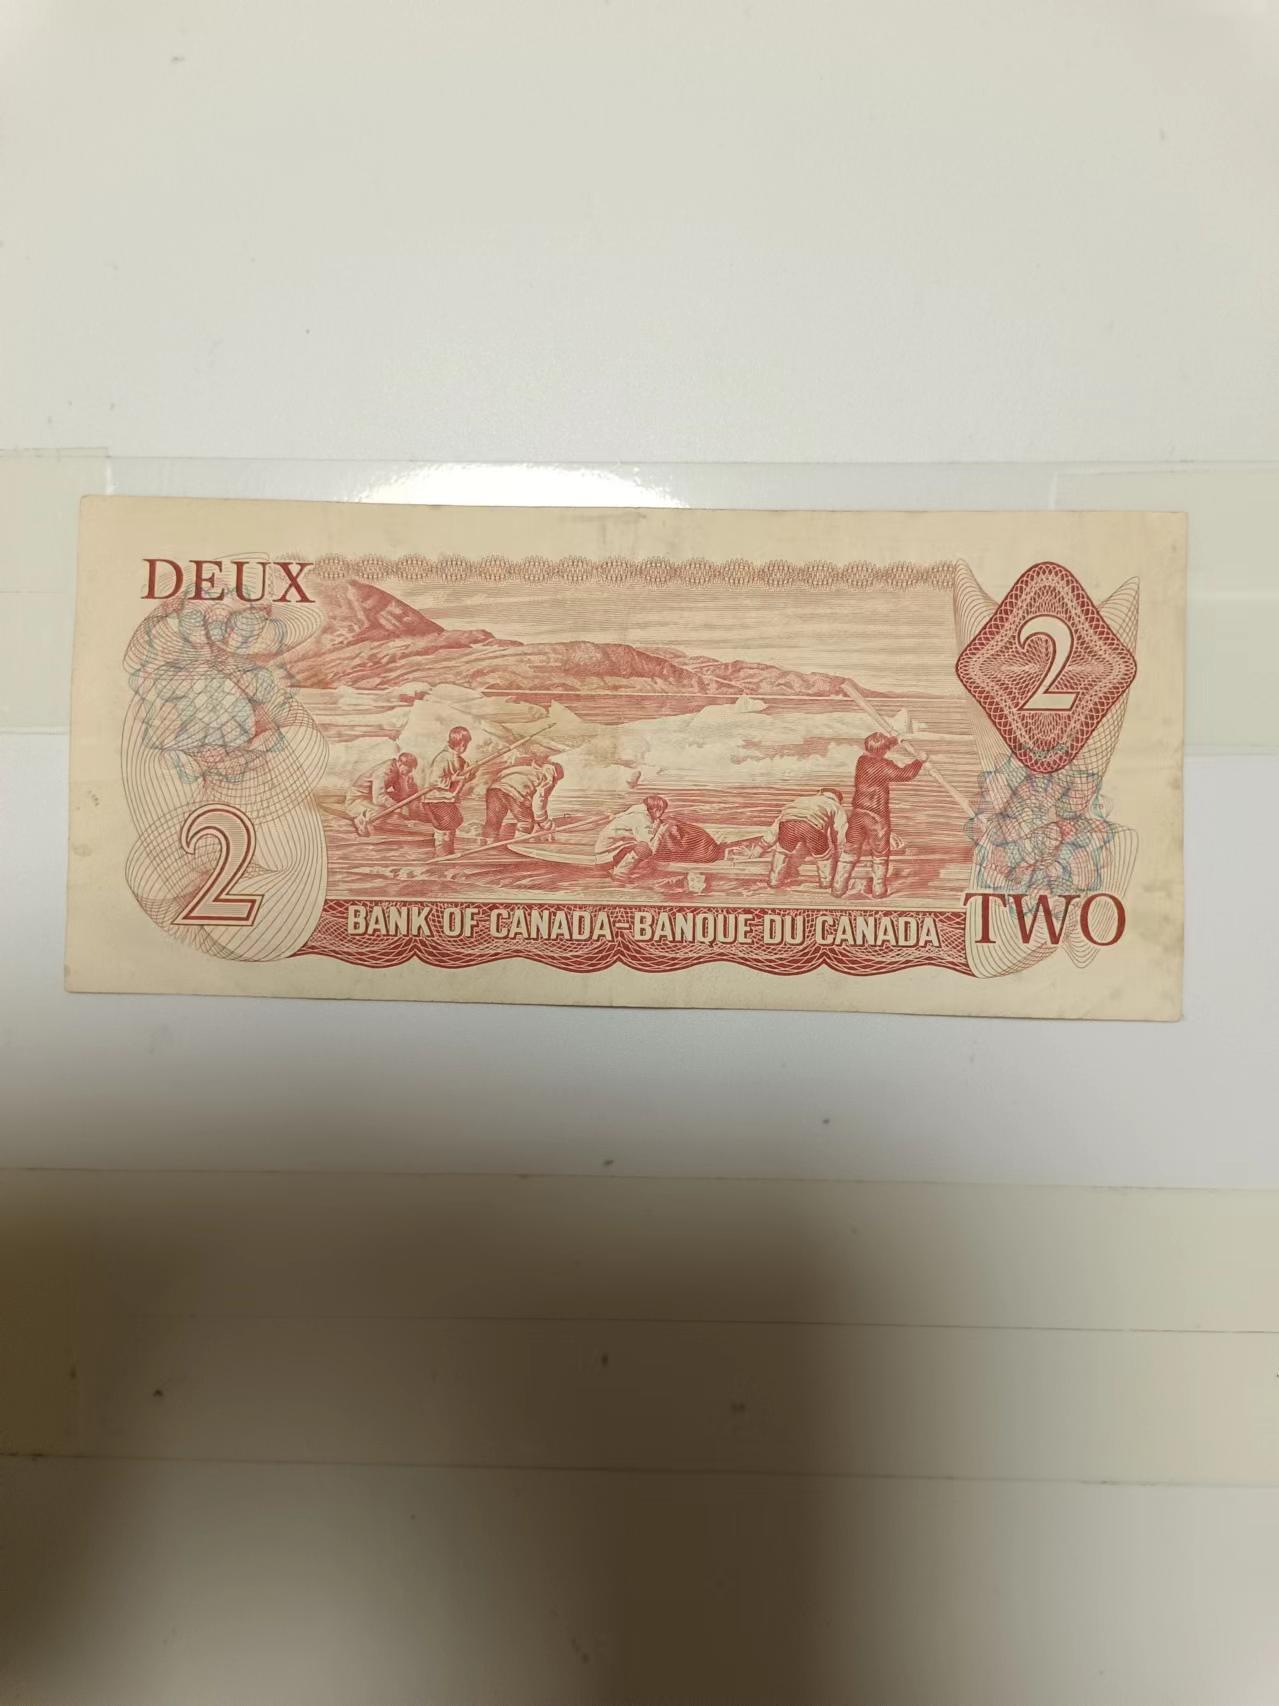 DEUX
2
2
BANK OF CANADA-BANQUE DU CANADA
TWO